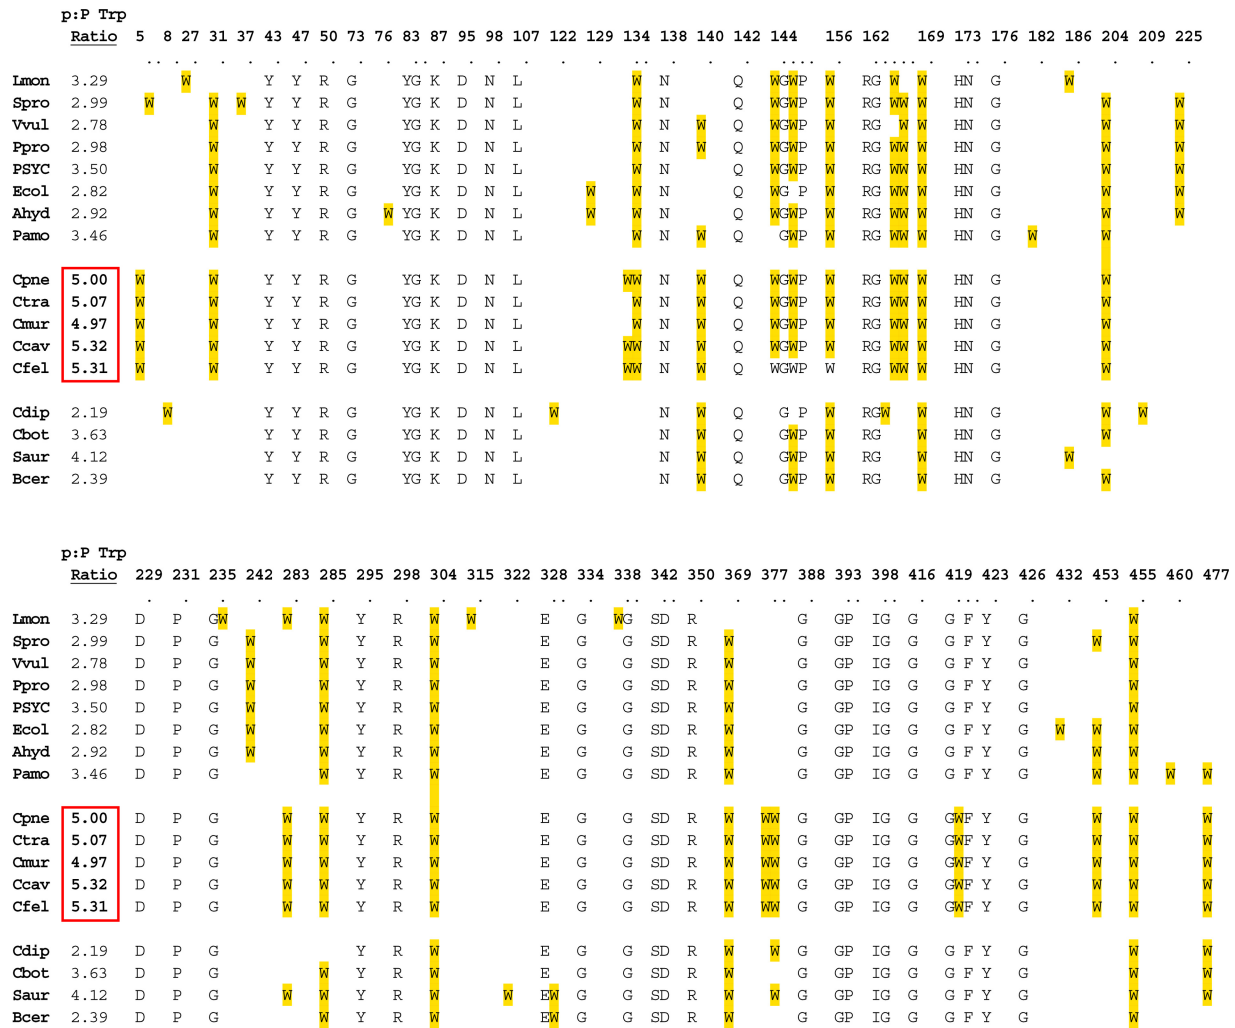 p:P Trp
Ratio 5 8 27 31 37 43 47 50 73 76 83 87 95 98 107 122 129 134 138 140 142 144 156 162 169 173 176 182 186 204 209 225
Lmon 3.29 W Y Y R G YG K D N L W N Q WGWP W RG W W HN G W
Spro 2.99 W W W Y Y R G YG K D N L W N Q WGWP W RG WW W HN G W W
Vvul 2.78 W Y Y R G YG K D N L W N W Q WGWP W RG W W HN G W W
Ppro 2.98 W Y Y R G YG K D N L W N W Q WGWP W RG WW W HN G W W
PSYC 3.50 W Y Y R G YG K D N L W N Q WGWP W RG WW W HN G W W
Ecol 2.82 W Y Y R G YG K D N L W W N Q WG P W RG WW W HN G W W
Ahyd 2.92 W Y Y R G W YG K D N L W W N Q WGWP W RG WW W HN G W W
Pamo 3.46 W Y Y R G YG K D N L W N W Q GWP W RG WW W HN G W W
Cpne 5.00 W W Y Y R G YG K D N L WW N W Q WGWP W RG WW W HN G W
Ctra 5.07 W W Y Y R G YG K D N L W N W Q WGWP W RG WW W HN G W
Cmur 4.97 W W Y Y R G YG K D N L W N W Q WGWP W RG WW W HN G W
Ccav 5.32 W W Y Y R G YG K D N L WW N W Q WGWP W RG WW W HN G W
Cfel 5.31 W W Y Y R G YG K D N L WW N W Q WGWP W RG WW W HN G W
Cdip 2.19 W Y Y R G YG K D N L W N W Q G P W RGW W HN G W W
Cbot 3.63 Y Y R G YG K D N L N W Q GWP W RG W HN G W
Saur 4.12 Y Y R G YG K D N L N W Q GWP W RG W HN G W
Bcer 2.39 Y Y R G YG K D N L N W Q GWP W RG W HN G W
p:P Trp
Ratio 229 231 235 242 283 285 295 298 304 315 322 328 334 338 342 350 369 377 388 393 398 416 419 423 426 432 453 455 460 477
Lmon 3.29 D P GW W W Y R W W E G WG SD R G GP IG G G F Y G W
Spro 2.99 D P G W W Y R W E G G SD R W G GP IG G G F Y G W W
Vvul 2.78 D P G W W Y R W E G G SD R W G GP IG G G F Y G W
Ppro 2.98 D P G W W Y R W E G G SD R W G GP IG G G F Y G W
PSYC 3.50 D P G W W Y R W E G G SD R W G GP IG G G F Y G W
Ecol 2.82 D P G W W Y R W E G G SD R W G GP IG G G F Y G W W W
Ahyd 2.92 D P G W W Y R W E G G SD R W G GP IG G G F Y G W W
Pamo 3.46 D P G W Y R W E G G SD R W G GP IG G G F Y G W W W W
Cpne 5.00 D P G W W Y R W E G G SD R W WW G GP IG G GWF Y G W W W
Ctra 5.07 D P G W W Y R W E G G SD R W WW G GP IG G GWF Y G W W W
Cmur 4.97 D P G W W Y R W E G G SD R W WW G GP IG G GWF Y G W W W
Ccav 5.32 D P G W W Y R W E G G SD R W WW G GP IG G GWF Y G W W W
Cfel 5.31 D P G W W Y R W E G G SD R W WW G GP IG G GWF Y G W W W
Cdip 2.19 D P G Y R W E G G SD R W W G GP IG G G F Y G W W
Cbot 3.63 D P G W Y R W E G G SD R W G GP IG G G F Y G W W
Saur 4.12 D P G W W Y R W W EW G G SD R W W G GP IG G G F Y G W W
Bcer 2.39 D P G W Y R W EW G G SD R W G GP IG G G F Y G W